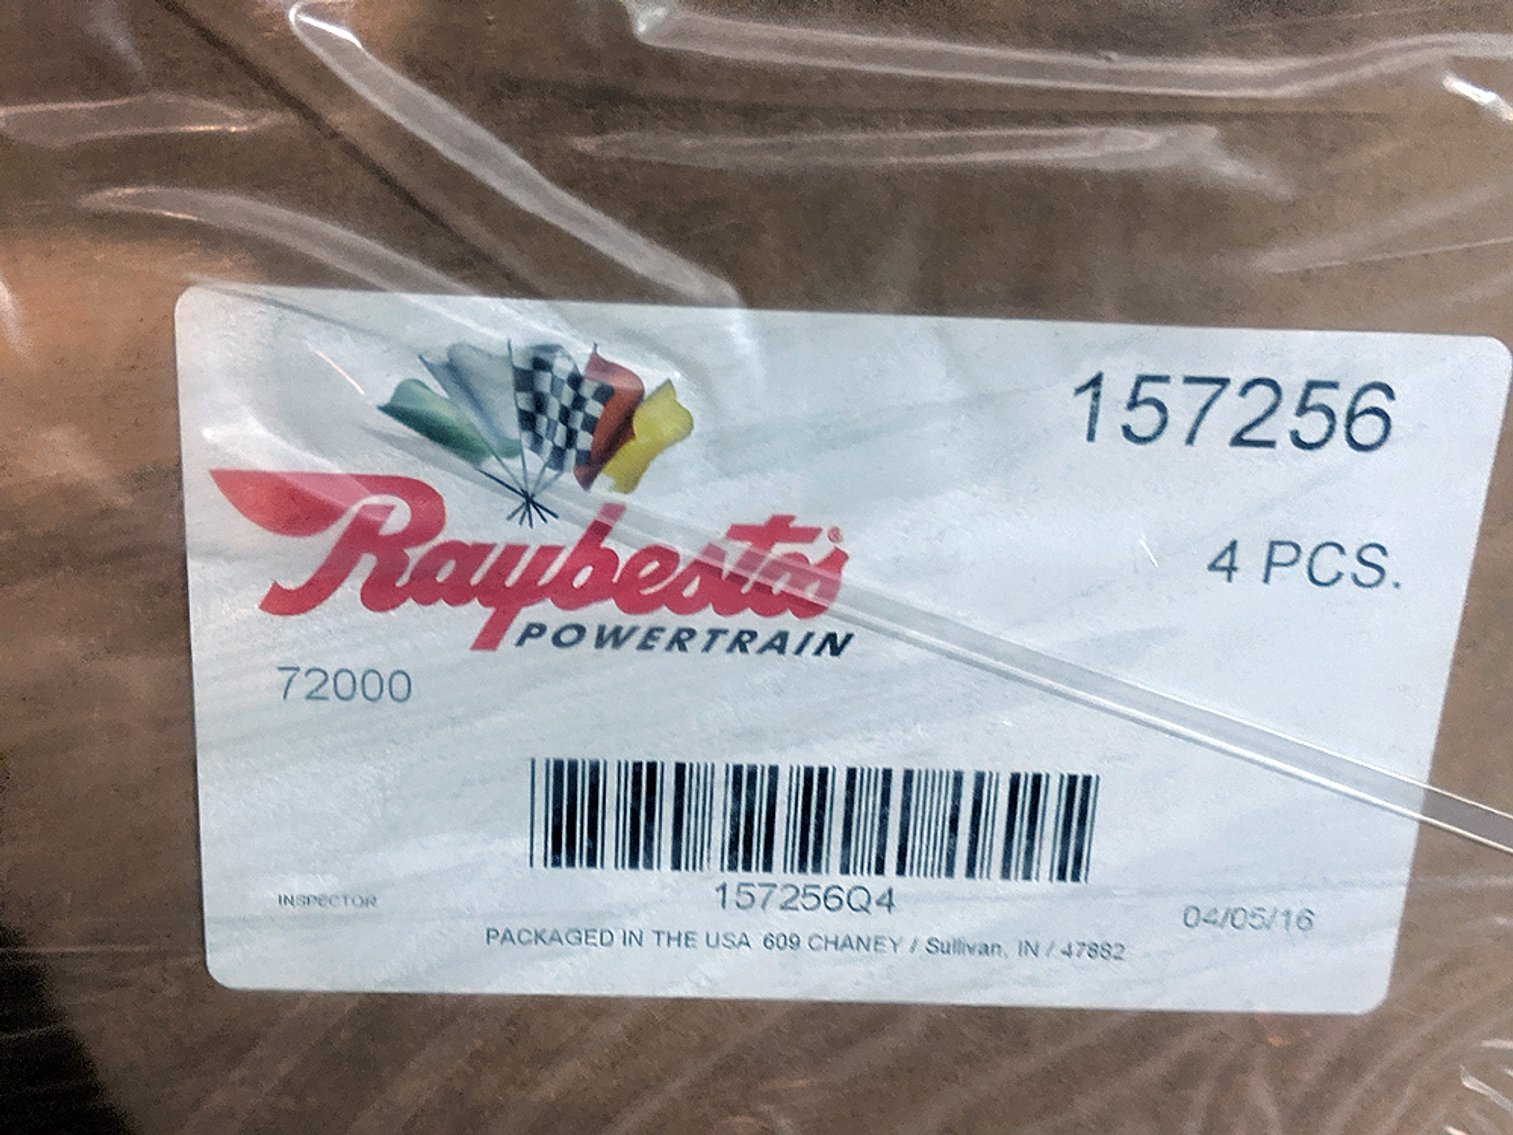 157256
4 PCS.
Raybestos®
POWERTRAIN
72000
157256Q4
INSPECTOR
04/05/16
PACKAGED IN THE USA 609 CHANEY / Sullivan, IN / 47882